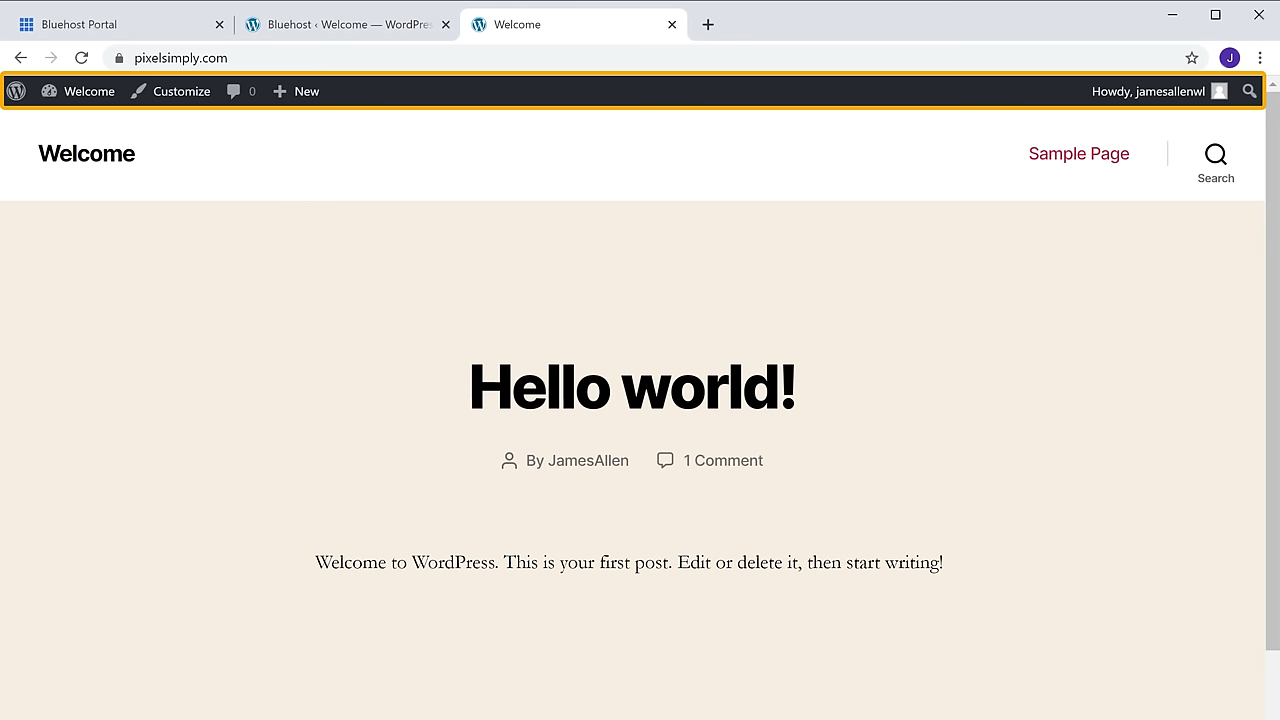 Bluehost Portal
Bluehost ‹ Welcome — WordPres
Welcome
pixelsimply.com
J
Welcome Customize 0 New
Howdy, jamesallenwl
Welcome
Sample Page
Search
Hello world!
By JamesAllen 1 Comment
Welcome to WordPress. This is your first post. Edit or delete it, then start writing!